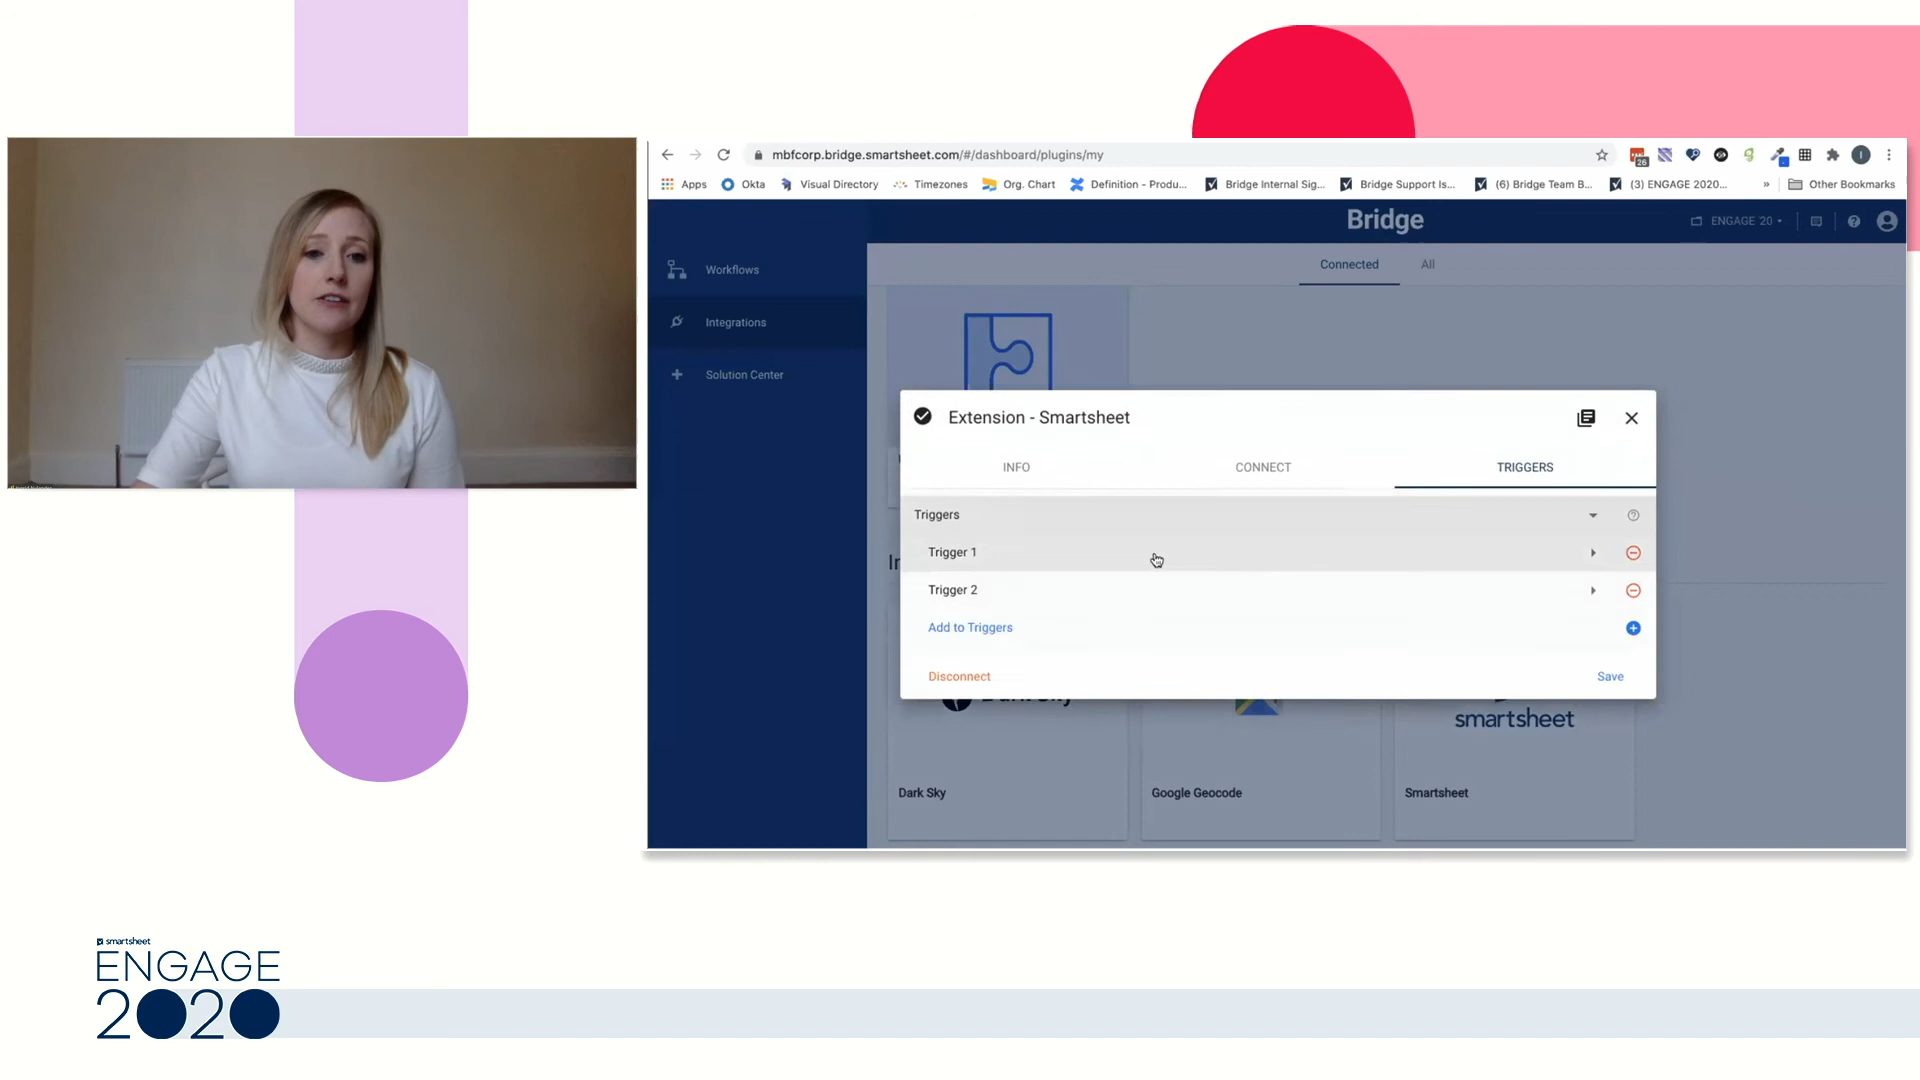 mbfcorp.bridge.smartsheet.com/#/dashboard/plugins/my
26
Apps
Okta
Visual Directory
Timezones
Org. Chart
Definition - Produ...
Bridge Internal Sig...
Bridge Support Is...
(6) Bridge Team B...
(3) ENGAGE 2020...
»
Other Bookmarks
Bridge
ENGAGE '20
Workflows
Integrations
Solution Center
Connected
All
Extension - Smartsheet
INFO
CONNECT
TRIGGERS
Triggers
Trigger 1
Trigger 2
Add to Triggers
Disconnect
Save
smartsheet
Dark Sky
Google Geocode
Smartsheet
smartsheet
ENGAGE
2020